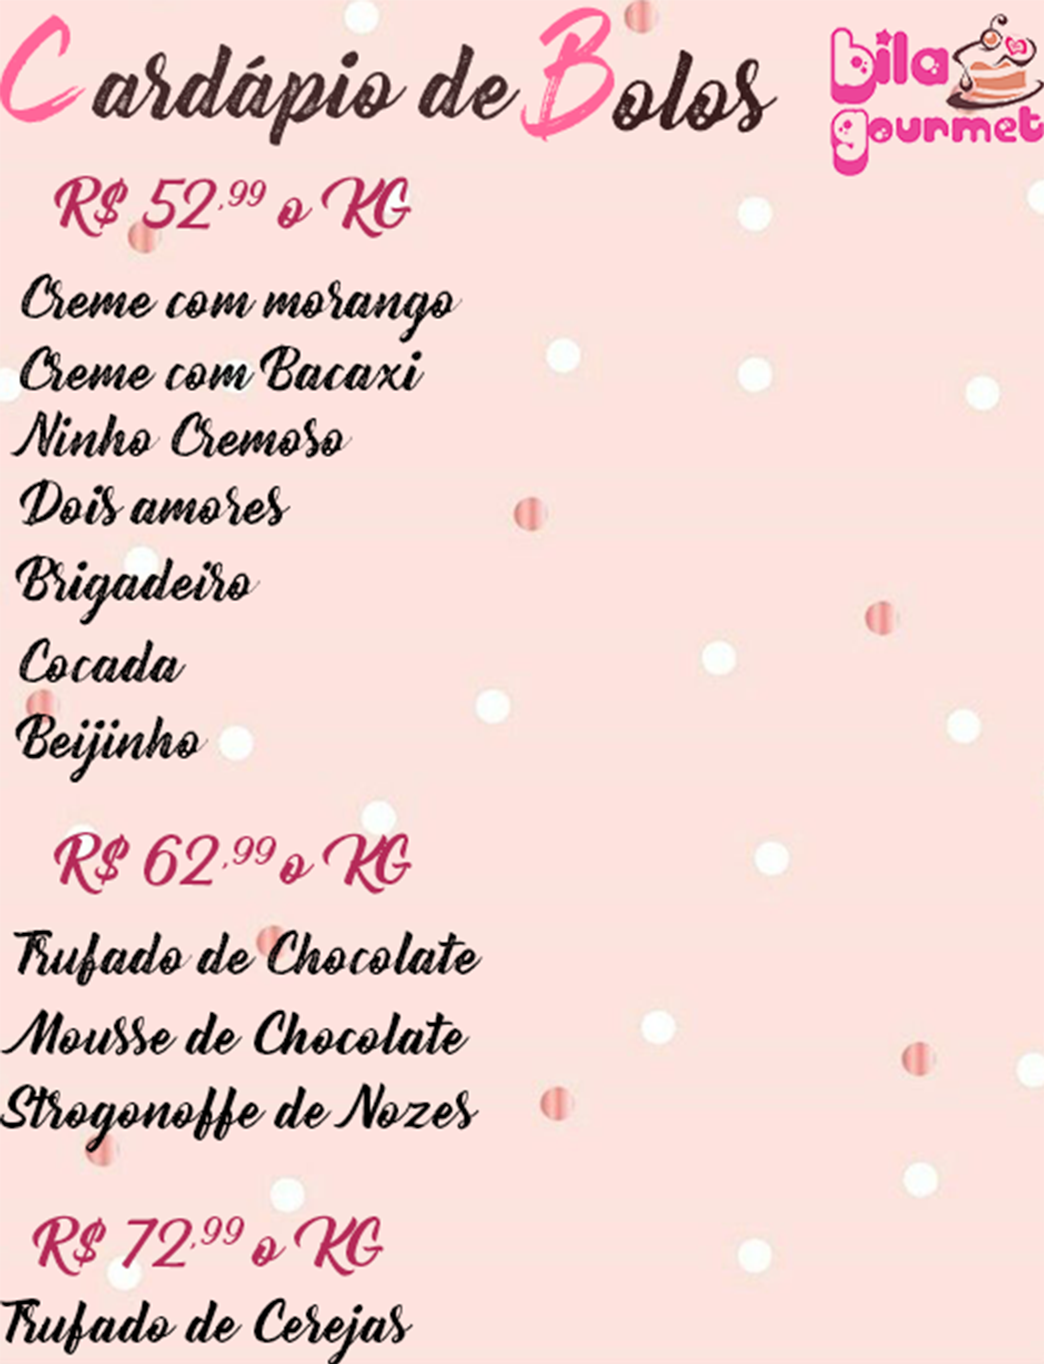 Cardápio de Bolos
bila
gourmet
R$ 52,99 o KG
Creme com morango
Creme com Bacaxi
Ninho Cremoso
Dois amores
Brigadeiro
Cocada
Beijinho
R$ 62,99 o KG
Trufado de Chocolate
Mousse de Chocolate
Strogonoffe de Nozes
R$ 72,99 o KG
Trufado de Cerejas